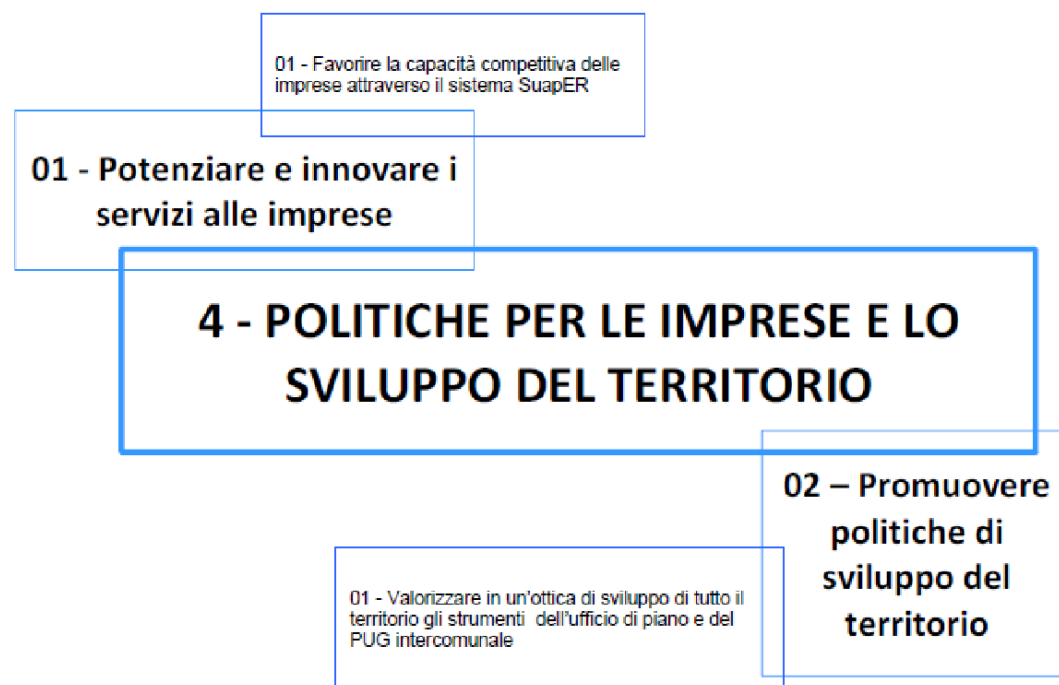 01 - Favorire la capacità competitiva delle
imprese attraverso il sistema SuapER
01 - Potenziare e innovare i
servizi alle imprese
4 - POLITICHE PER LE IMPRESE E LO
SVILUPPO DEL TERRITORIO
02 – Promuovere
politiche di
sviluppo del
territorio
01 - Valorizzare in un'ottica di sviluppo di tutto il
territorio gli strumenti dell'ufficio di piano e del
PUG intercomunale